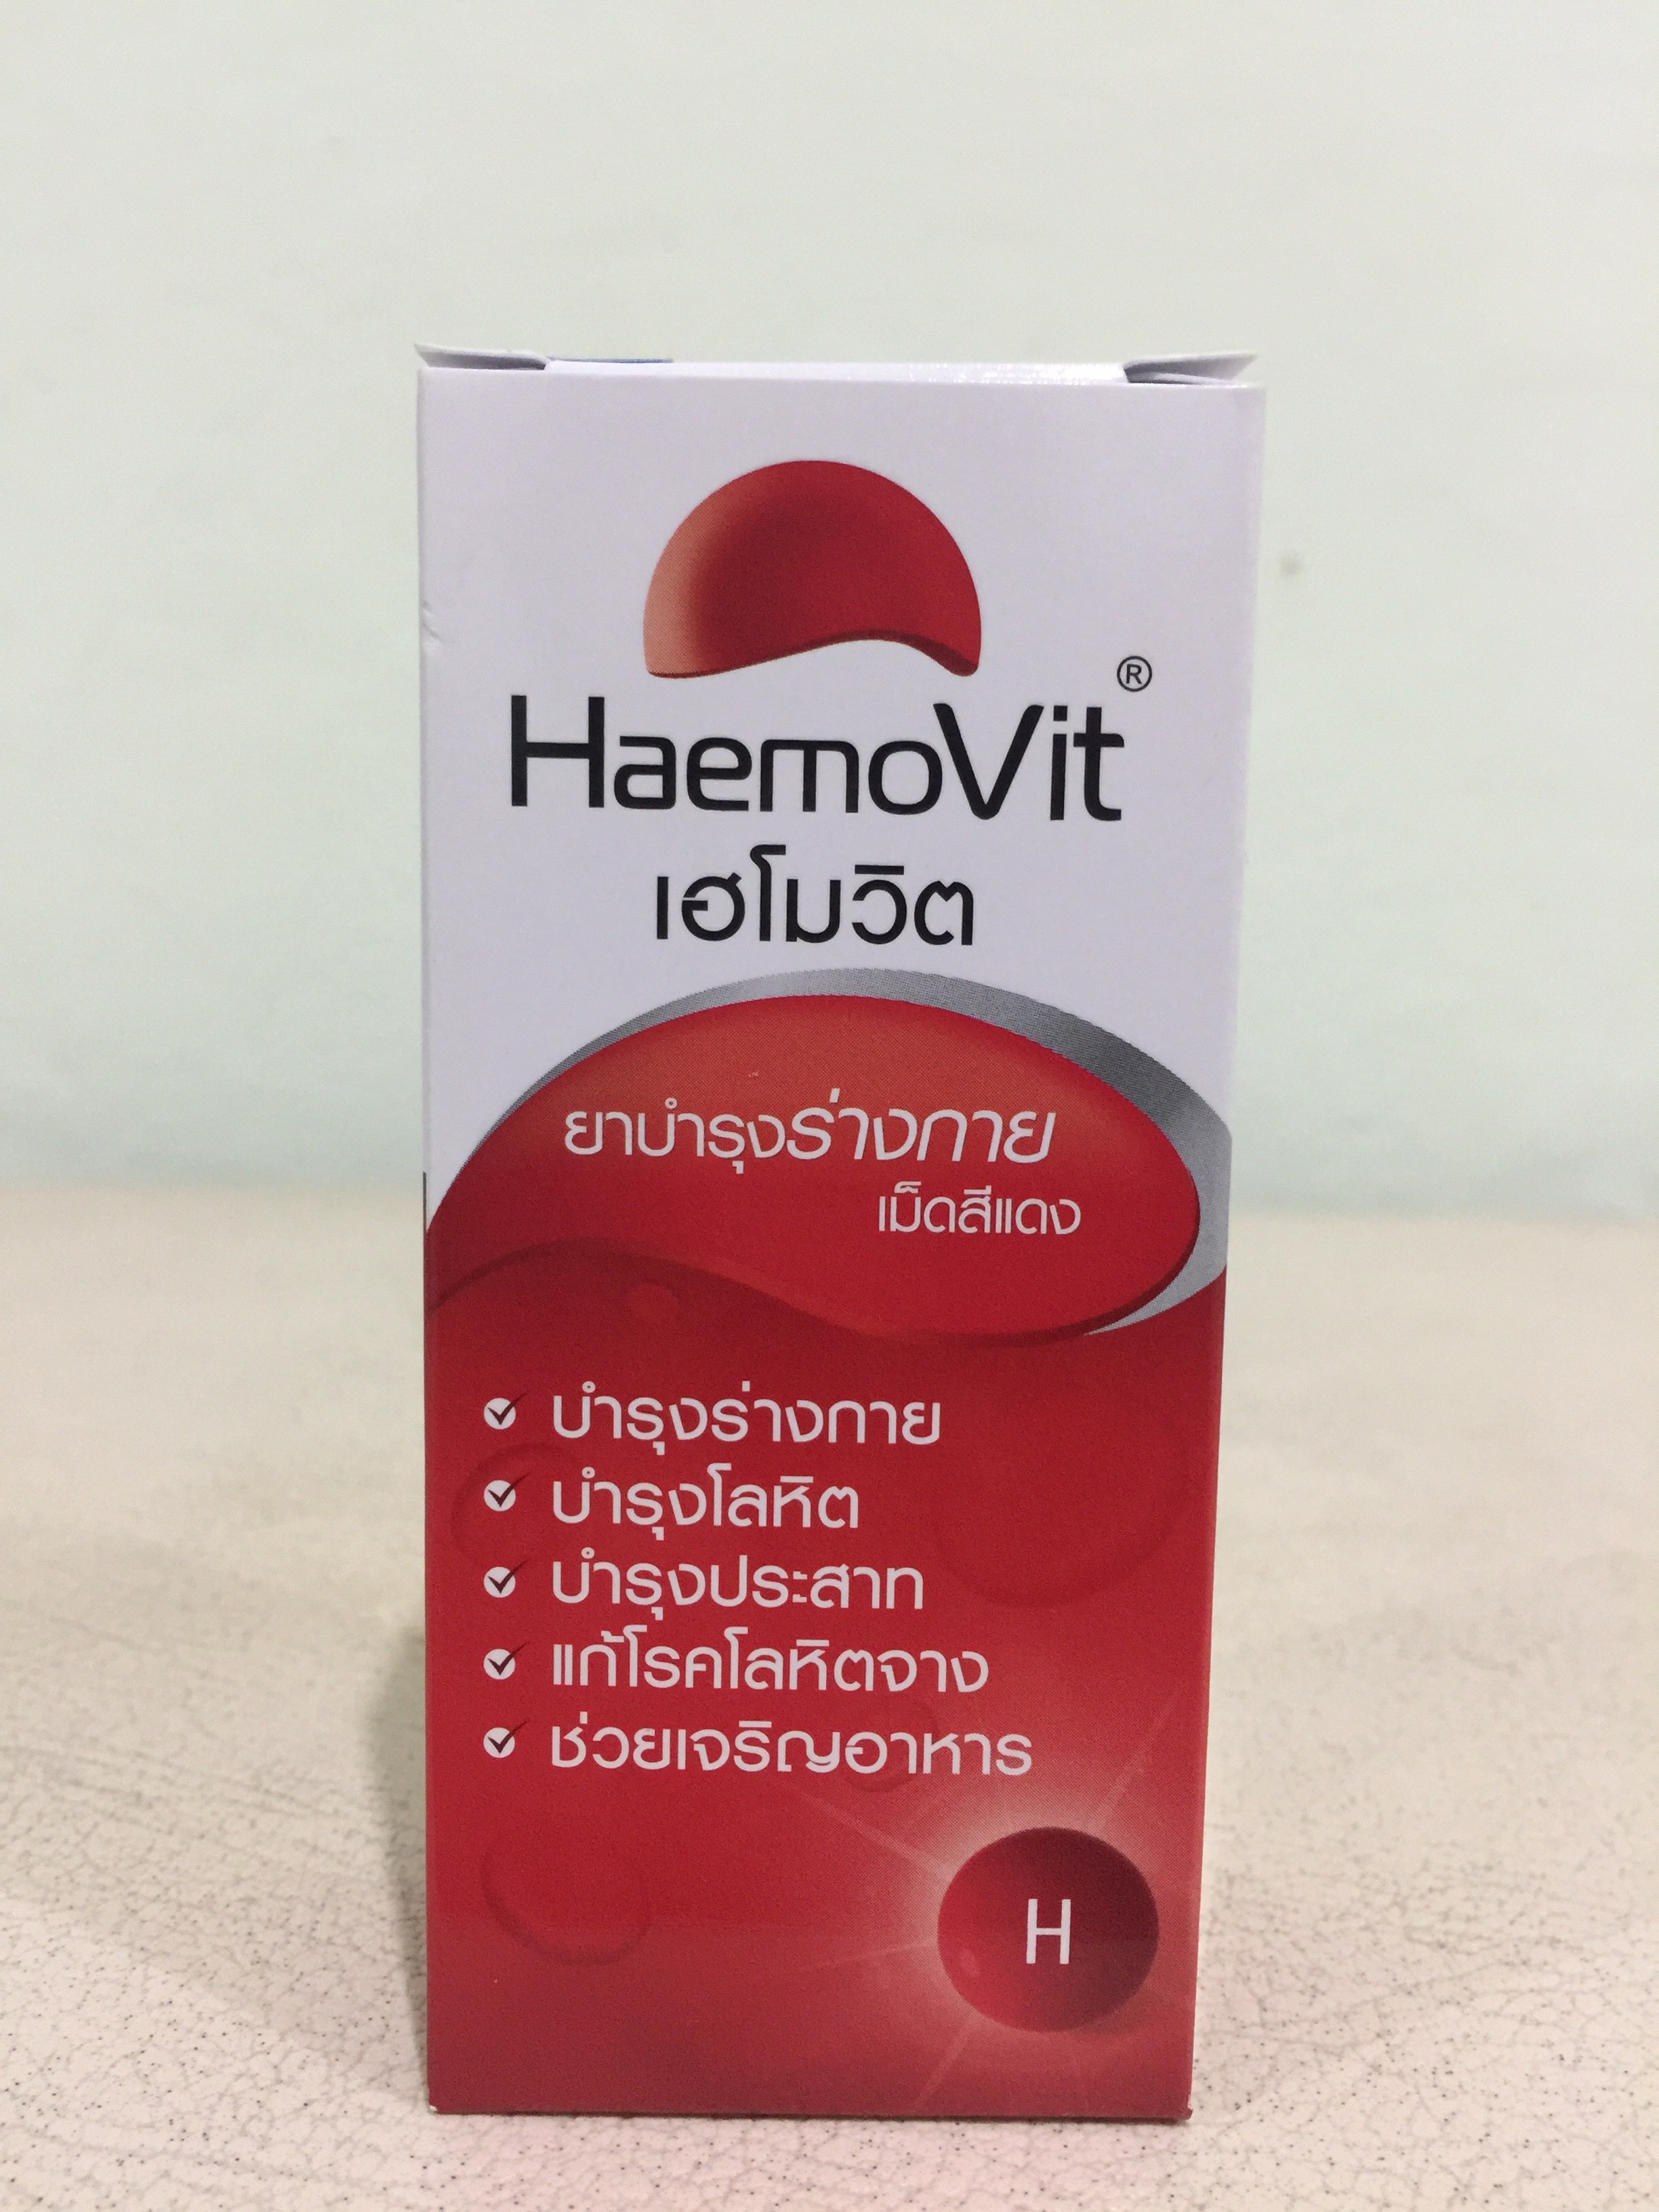 HaemoVit®
เฮโมวิต
ยาบำรุงร่างกาย
เม็ดสีแดง
บำรุงร่างกาย
บำรุงโลหิต
บำรุงประสาท
แก้โรคโลหิตจาง
ช่วยเจริญอาหาร
H